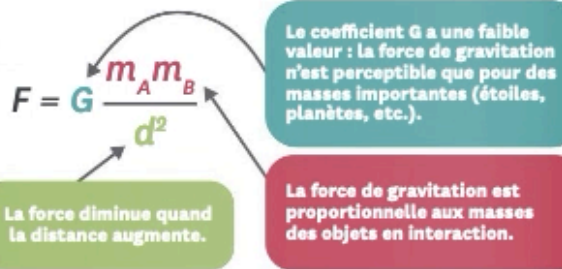 Le coefficient G a une faible
valeur : la force de gravitation
n'est perceptible que pour des
masses importantes (étoiles,
planètes, etc.).
F = G m_A m_B / d²
La force diminue quand
la distance augmente.
La force de gravitation est
proportionnelle aux masses
des objets en interaction.